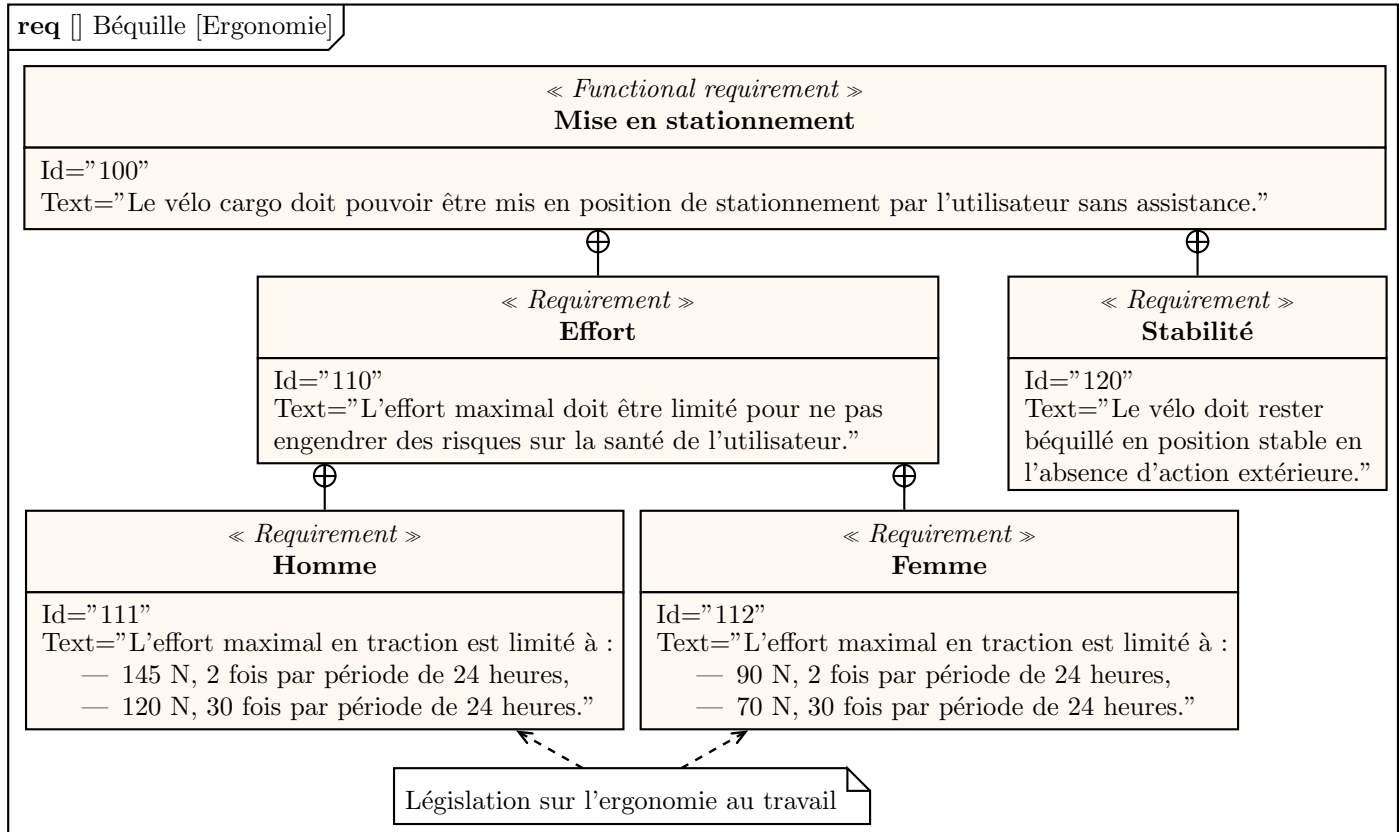 req [] Béquille [Ergonomie]
≪ Functional requirement ≫
Mise en stationnement
Id=”100”
Text=”Le vélo cargo doit pouvoir être mis en position de stationnement par l’utilisateur sans assistance.”
≪ Requirement ≫
Effort
Id=”110”
Text=”L’effort maximal doit être limité pour ne pas
engendrer des risques sur la santé de l’utilisateur.”
≪ Requirement ≫
Stabilité
Id=”120”
Text=”Le vélo doit rester
béquillé en position stable en
l’absence d’action extérieure.”
≪ Requirement ≫
Homme
Id=”111”
Text=”L’effort maximal en traction est limité à :
— 145 N, 2 fois par période de 24 heures,
— 120 N, 30 fois par période de 24 heures.”
≪ Requirement ≫
Femme
Id=”112”
Text=”L’effort maximal en traction est limité à :
— 90 N, 2 fois par période de 24 heures,
— 70 N, 30 fois par période de 24 heures.”
Législation sur l’ergonomie au travail